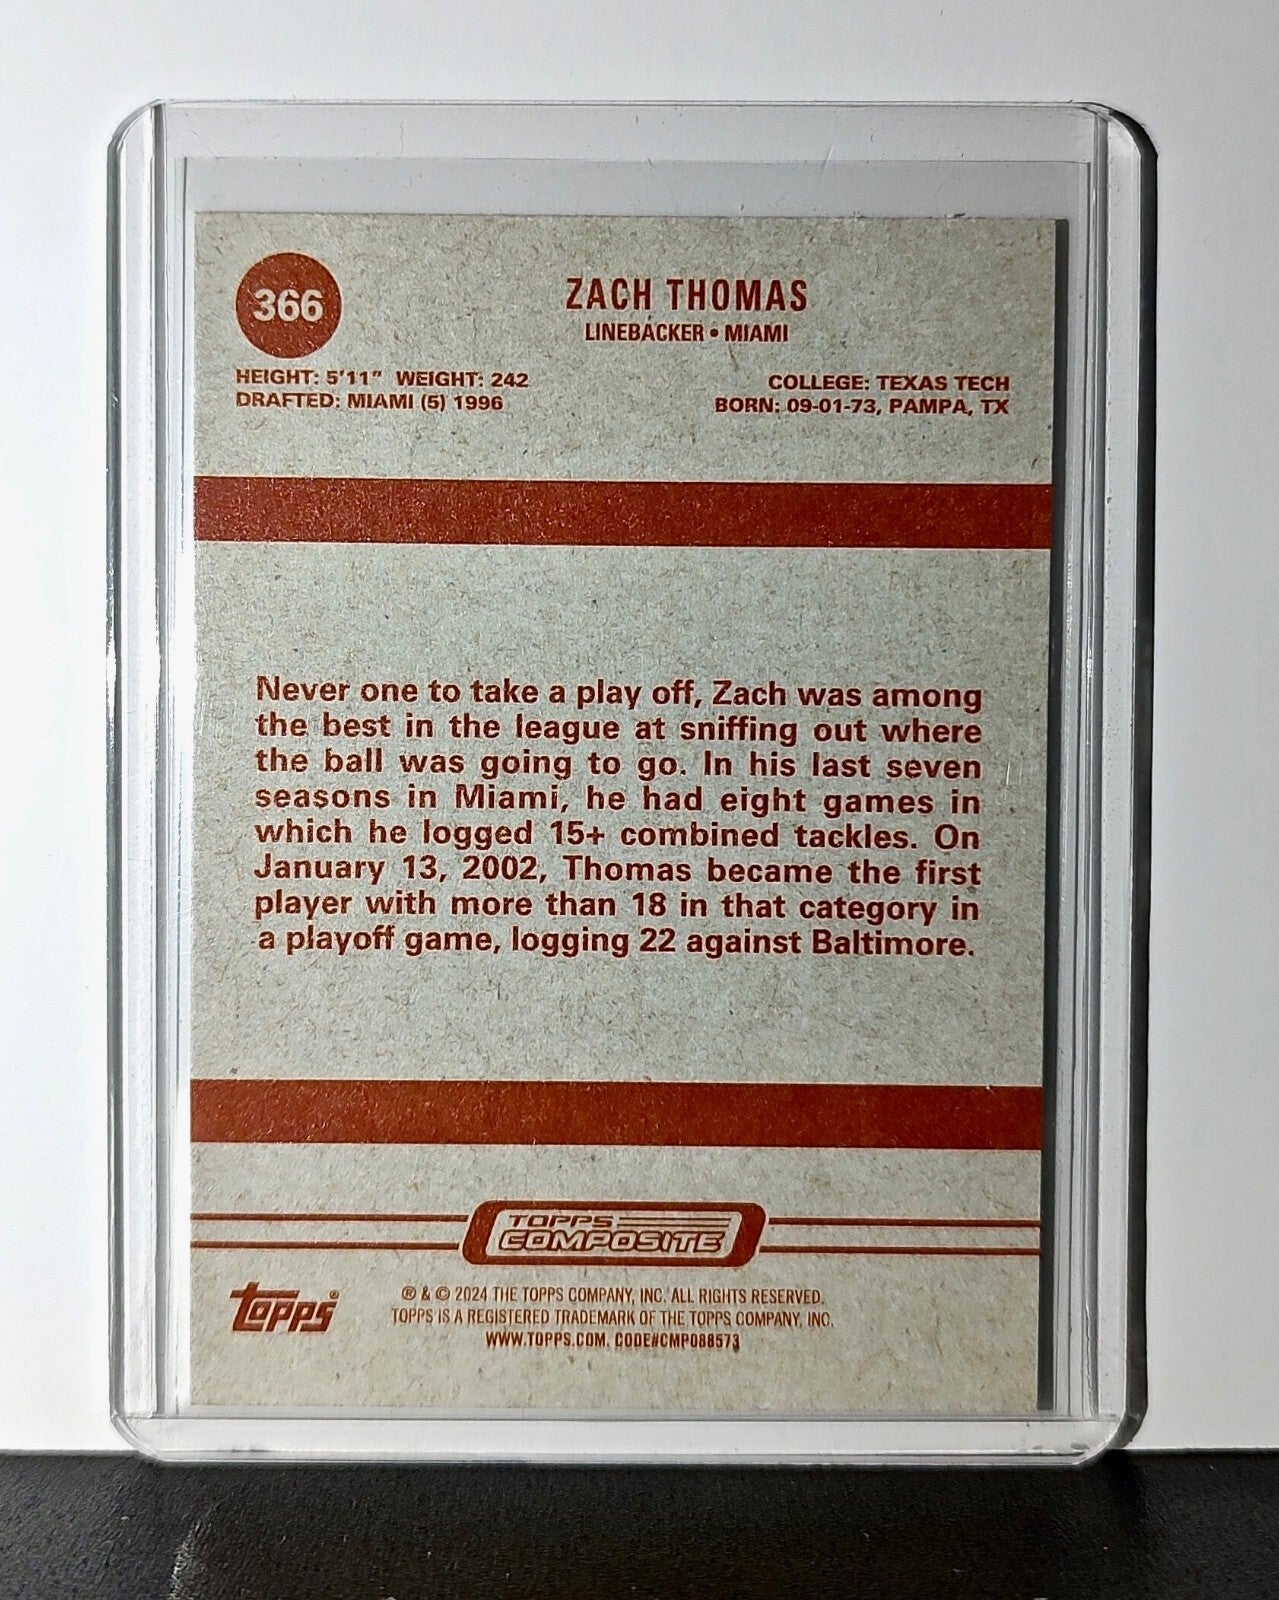 366
ZACH THOMAS
LINEBACKER • MIAMI
HEIGHT: 5'11" WEIGHT: 242
DRAFTED: MIAMI (5) 1996
COLLEGE: TEXAS TECH
BORN: 09-01-73, PAMPA, TX
Never one to take a play off, Zach was among
the best in the league at sniffing out where
the ball was going to go. In his last seven
seasons in Miami, he had eight games in
which he logged 15+ combined tackles. On
January 13, 2002, Thomas became the first
player with more than 18 in that category in
a playoff game, logging 22 against Baltimore.
TOPPS
COMPOSITE
topps®
® & © 2024 THE TOPPS COMPANY, INC. ALL RIGHTS RESERVED.
TOPPS IS A REGISTERED TRADEMARK OF THE TOPPS COMPANY, INC.
WWW.TOPPS.COM. CODE#CMP088573